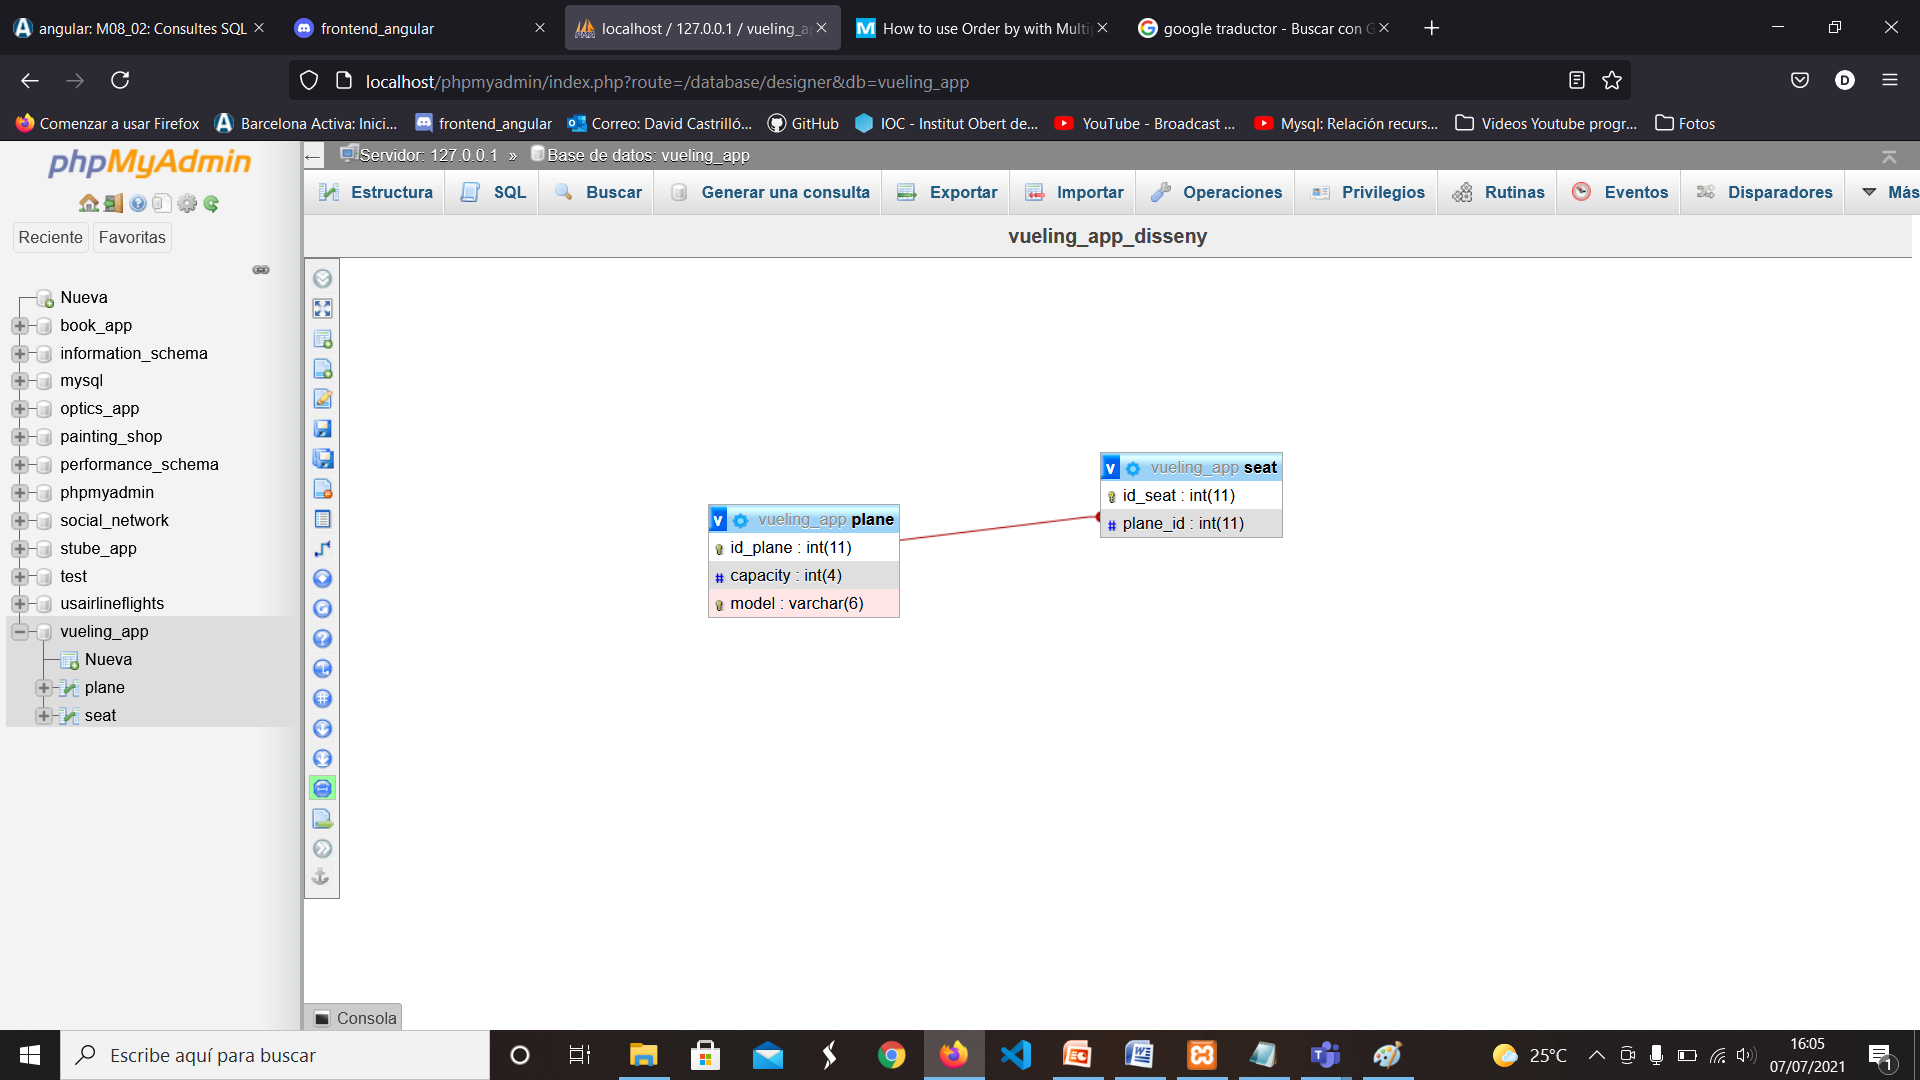 angular: M08_02: Consultes SQL
frontend_angular
localhost / 127.0.0.1 / vueling_a
How to use Order by with Multip
google traductor - Buscar con G
localhost/phpmyadmin/index.php?route=/database/designer&db=vueling_app
D
Comenzar a usar Firefox
Barcelona Activa: Inici...
frontend_angular
Correo: David Castrilló...
GitHub
IOC - Institut Obert de...
YouTube - Broadcast ...
Mysql: Relación recurs...
Videos Youtube progr...
Fotos
phpMyAdmin
Servidor: 127.0.0.1 » Base de datos: vueling_app
Estructura
SQL
Buscar
Generar una consulta
Exportar
Importar
Operaciones
Privilegios
Rutinas
Eventos
Disparadores
Más
Reciente
Favoritas
vueling_app_disseny
Nueva
book_app
information_schema
mysql
optics_app
painting_shop
performance_schema
phpmyadmin
social_network
stube_app
test
usairlineflights
vueling_app
Nueva
plane
seat
v vueling_app seat
id_seat : int(11)
# plane_id : int(11)
v vueling_app plane
id_plane : int(11)
# capacity : int(4)
model : varchar(6)
Consola
Escribe aquí para buscar
25°C
16:05
07/07/2021
1